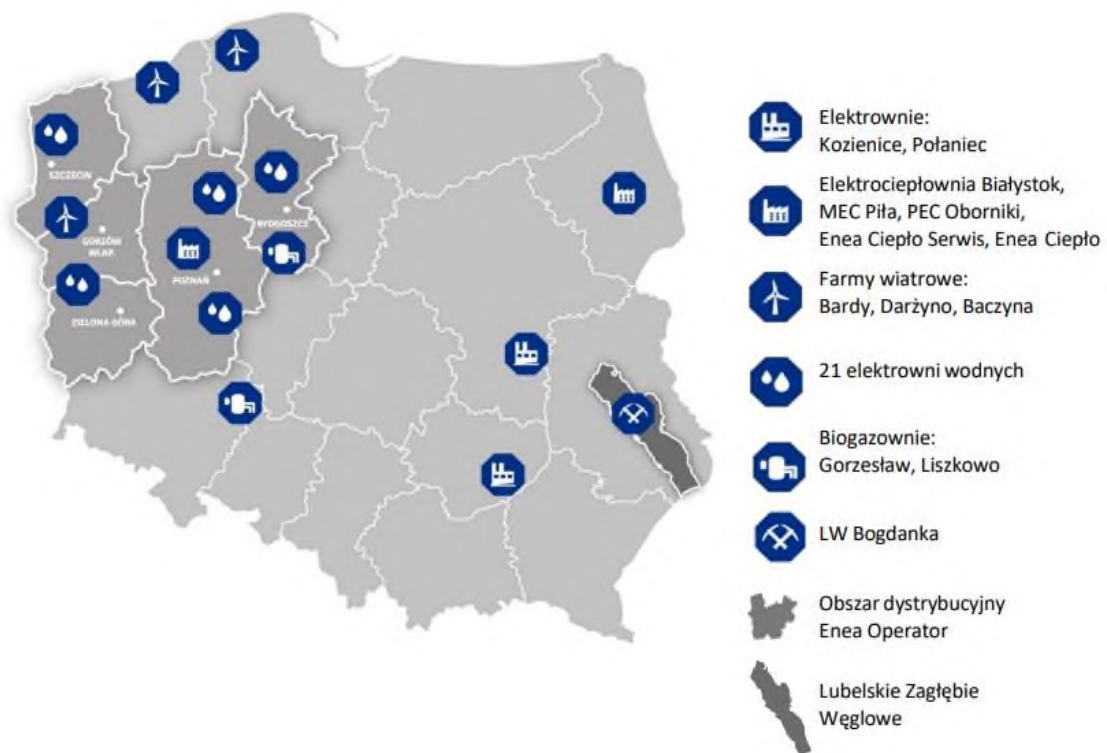 SZCZECIN
GORZÓW
WLKP.
ZIELONA GÓRA
POZNAŃ
BYDGOSZCZ
Elektrownie:
Kozienice, Połaniec
Elektrociepłownia Białystok,
MEC Piła, PEC Oborniki,
Enea Ciepło Serwis, Enea Ciepło
Farmy wiatrowe:
Bardy, Darżyno, Baczyna
21 elektrowni wodnych
Biogazownie:
Gorzesław, Liszkowo
LW Bogdanka
Obszar dystrybucyjny
Enea Operator
Lubelskie Zagłębie
Węglowe